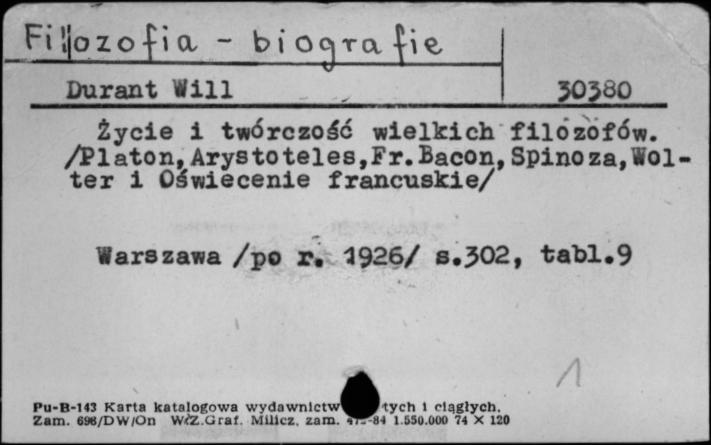 Filozofia - biografie
Durant Will 30380
Życie i twórczość wielkich filozofów.
/Platon, Arystoteles, Fr. Bacon, Spinoza, Wol-
ter i Oświecenie francuskie/
Warszawa /po r. 1926/ s.302, tabl.9
1
Pu-B-143 Karta katalogowa wydawnictw tych i ciągłych.
Zam. 698/DW/On WZ.Graf. Milicz, zam. -84 1.550.000 74 X 120